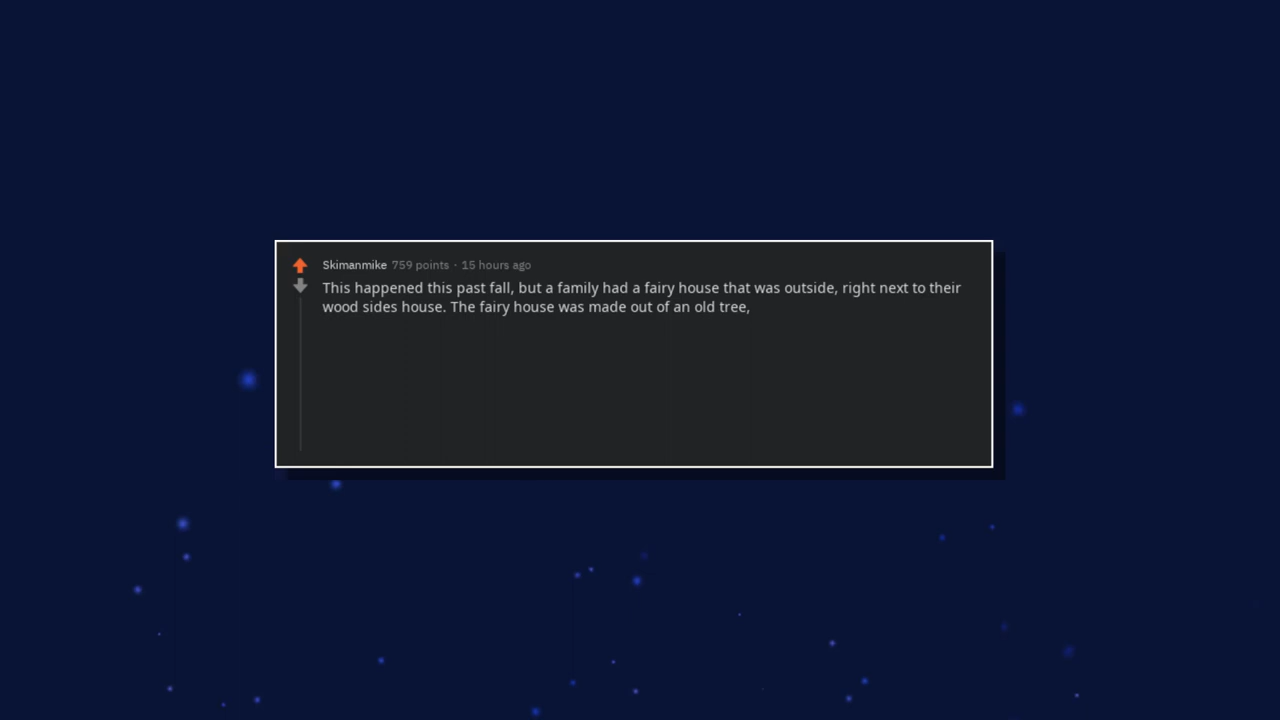 Skimanmike 759 points · 15 hours ago
This happened this past fall, but a family had a fairy house that was outside, right next to their
wood sides house. The fairy house was made out of an old tree,